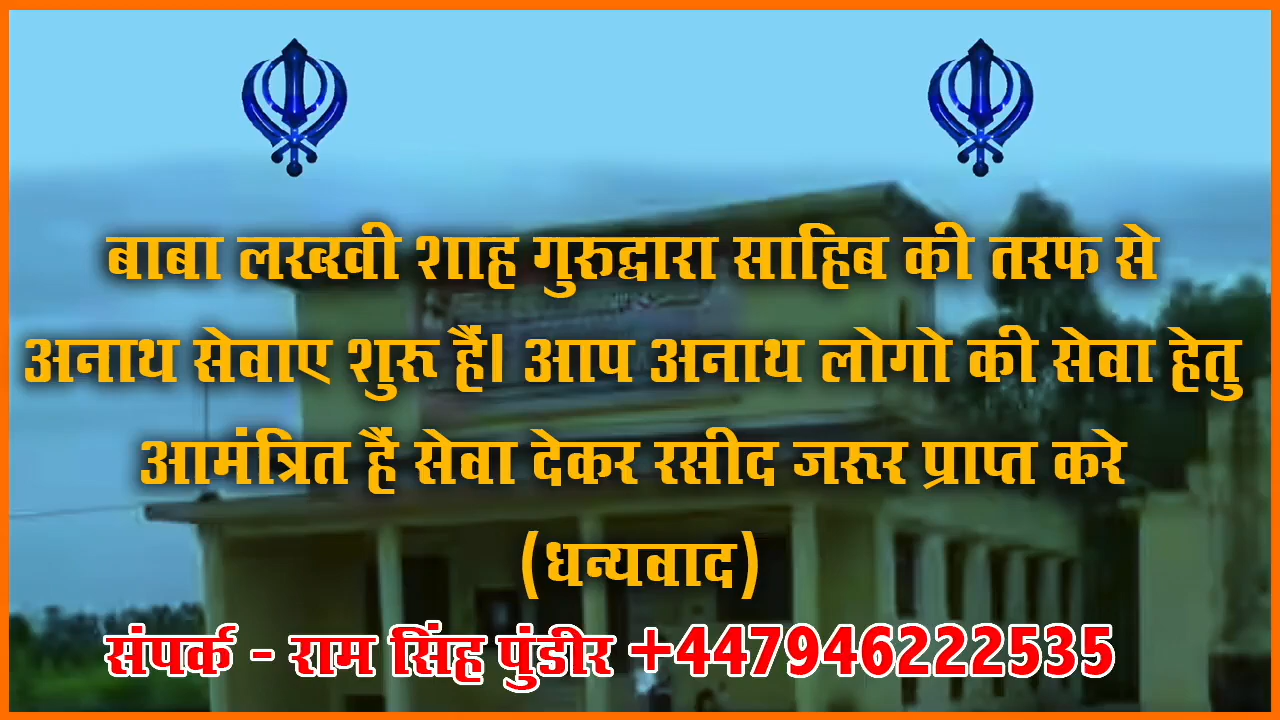 बाबा लख्खी शाह गुरुद्वारा साहिब की तरफ से
अनाथ सेवाए शुरू हैं। आप अनाथ लोगो की सेवा हेतु
आमंत्रित हैं सेवा देकर रसीद जरूर प्राप्त करे
(धन्यवाद)
संपर्क - राम सिंह पुंडीर +447946222535